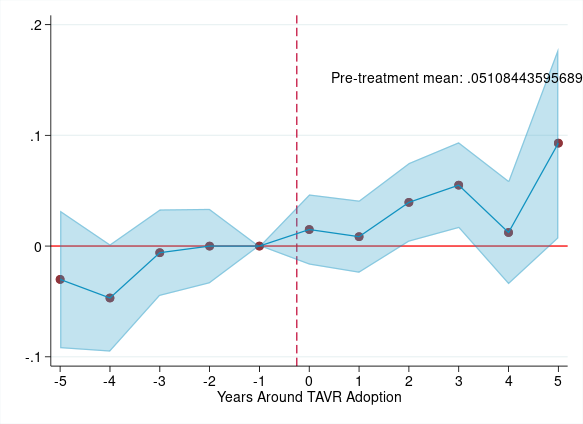 .2
Pre-treatment mean: .05108443595689
.1
0
-.1
-5 -4 -3 -2 -1 0 1 2 3 4 5
Years Around TAVR Adoption